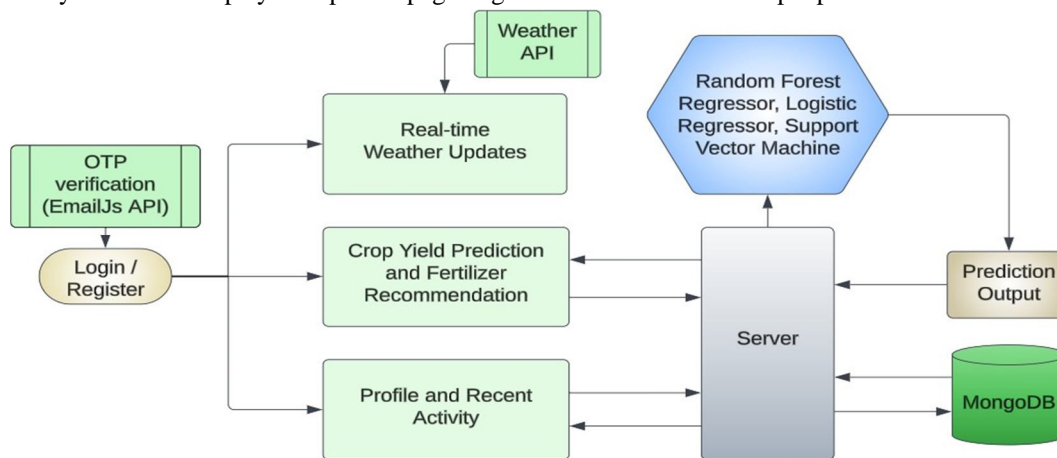 Weather
API
Random Forest
Regressor, Logistic
Regressor, Support
Vector Machine
Real-time
Weather Updates
OTP
verification
(EmailJs API)
Login /
Register
Crop Yield Prediction
and Fertilizer
Recommendation
Prediction
Output
Server
Profile and Recent
Activity
MongoDB